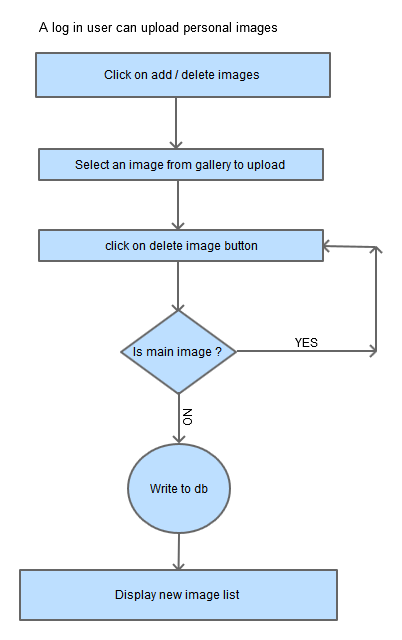 A log in user can upload personal images
Click on add / delete images
Select an image from gallery to upload
click on delete image button
Is main image ?
YES
NO
Write to db
Display new image list